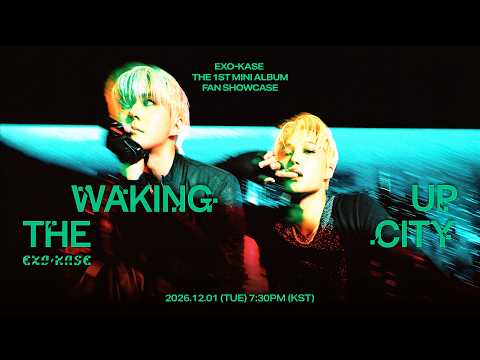 EXO-KASE
THE 1ST MINI ALBUM
FAN SHOWCASE
WAKING UP
THE CITY
EXO-KASE
2026.12.01 (TUE) 7:30PM (KST)